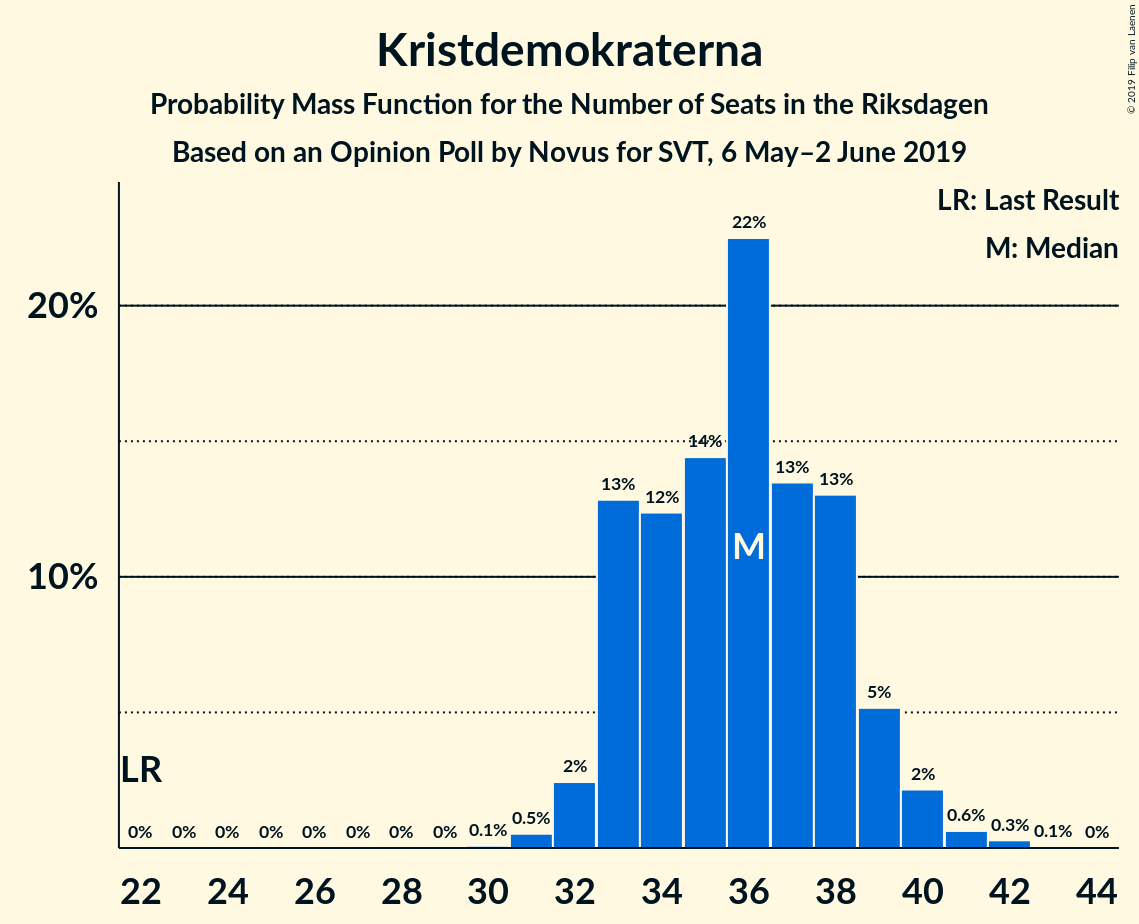 Kristdemokraterna
Probability Mass Function for the Number of Seats in the Riksdagen
Based on an Opinion Poll by Novus for SVT, 6 May–2 June 2019
© 2019 Filip van Laenen
LR: Last Result
M: Median
22%
20%
14%
13%
13%
13%
12%
M
10%
5%
LR
2%
2%
0% 0% 0% 0% 0% 0% 0% 0% 0.1% 0.5% 0.6% 0.3% 0.1% 0%
22 24 26 28 30 32 34 36 38 40 42 44